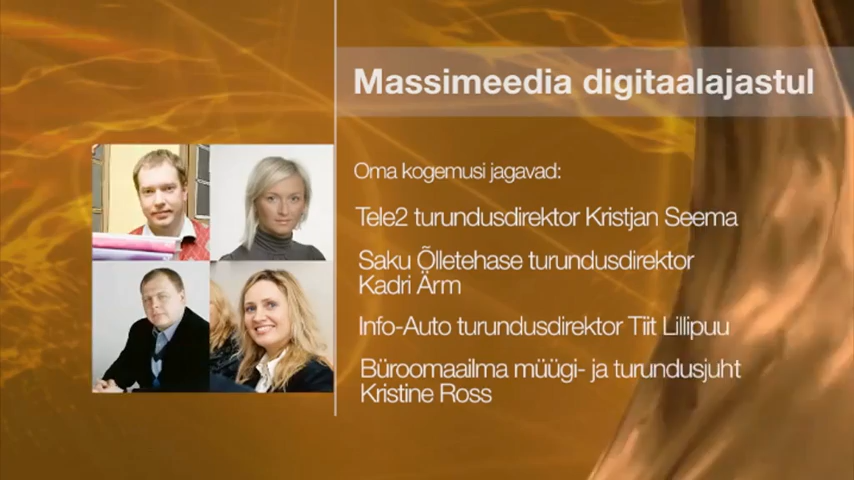 Massimeedia digitaalajastul
Oma kogemusi jagavad:
Tele2 turundusdirektor Kristjan Seema
Saku Õlletehase turundusdirektor
Kadri Ärm
Info-Auto turundusdirektor Tiit Lillipuu
Büroomaailma müügi- ja turundusjuht
Kristine Ross